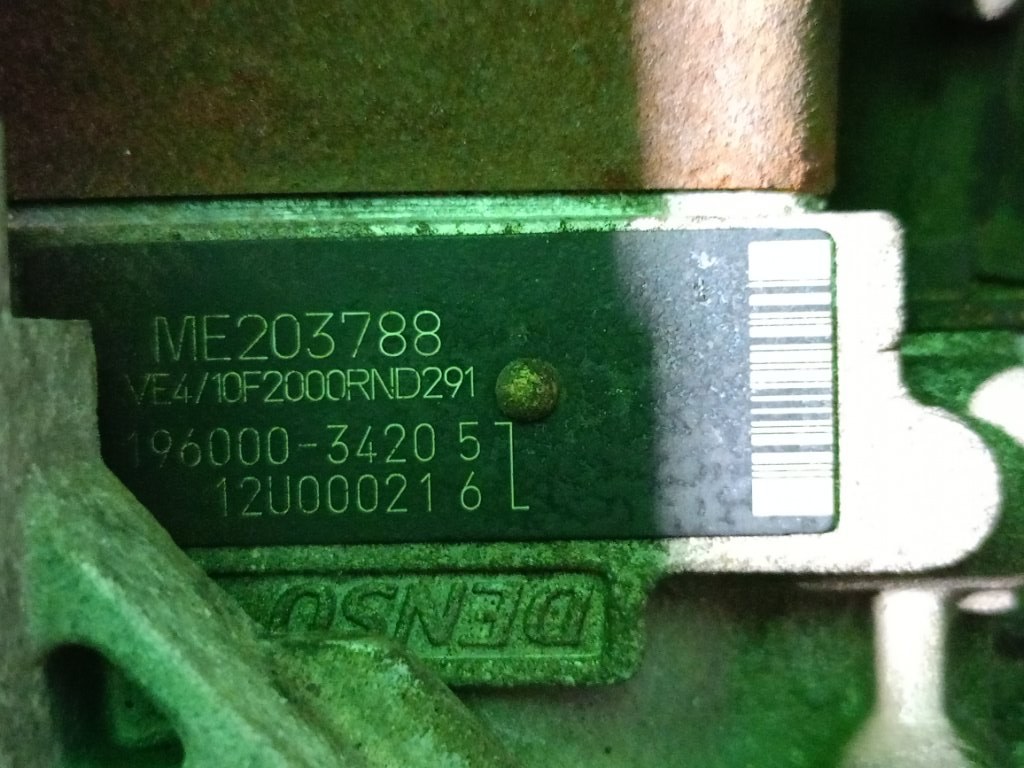 ME203788
VE4/10F2000RND291
196000-3420 5
12U00021 6
DENSO